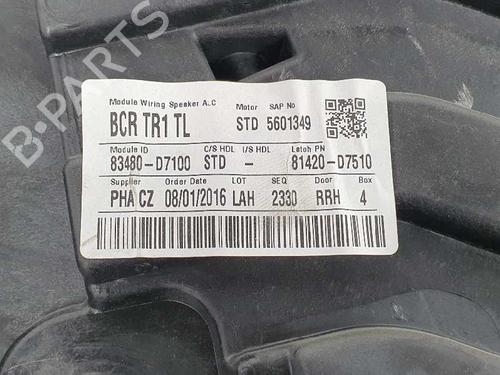 B-PARTS
Module Wiring Speaker A.C Motor SAP No
BCR TR1 TL STD 5601349
Module ID C/S HDL I/S HDL Latch PN
83480-D7100 STD - 81420-D7510
Supplier Order Date LOT SEQ Door Box
PHA CZ 08/01/2016 LAH 2330 RRH 4